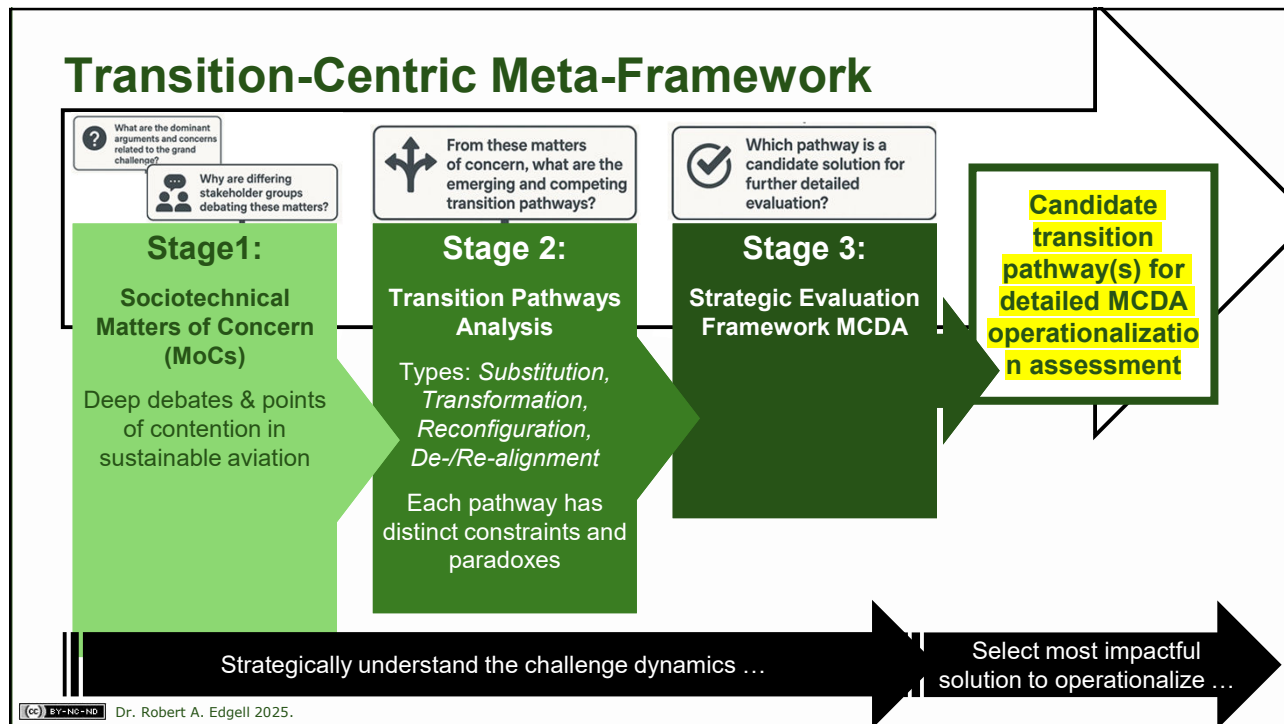 Transition-Centric Meta-Framework
What are the dominant
arguments and concerns
related to the grand
challenge?
Why are differing
stakeholder groups
debating these matters?
From these matters
of concern, what are the
emerging and competing
transition pathways?
Which pathway is a
candidate solution for
further detailed
evaluation?
Stage1:
Sociotechnical
Matters of Concern
(MoCs)
Deep debates & points
of contention in
sustainable aviation
Stage 2:
Transition Pathways
Analysis
Types: Substitution,
Transformation,
Reconfiguration,
De-/Re-alignment
Each pathway has
distinct constraints and
paradoxes
Stage 3:
Strategic Evaluation
Framework MCDA
Candidate
transition
pathway(s) for
detailed MCDA
operationalizatio
n assessment
Strategically understand the challenge dynamics …
Select most impactful
solution to operationalize …
cc BY-NC-ND
Dr. Robert A. Edgell 2025.